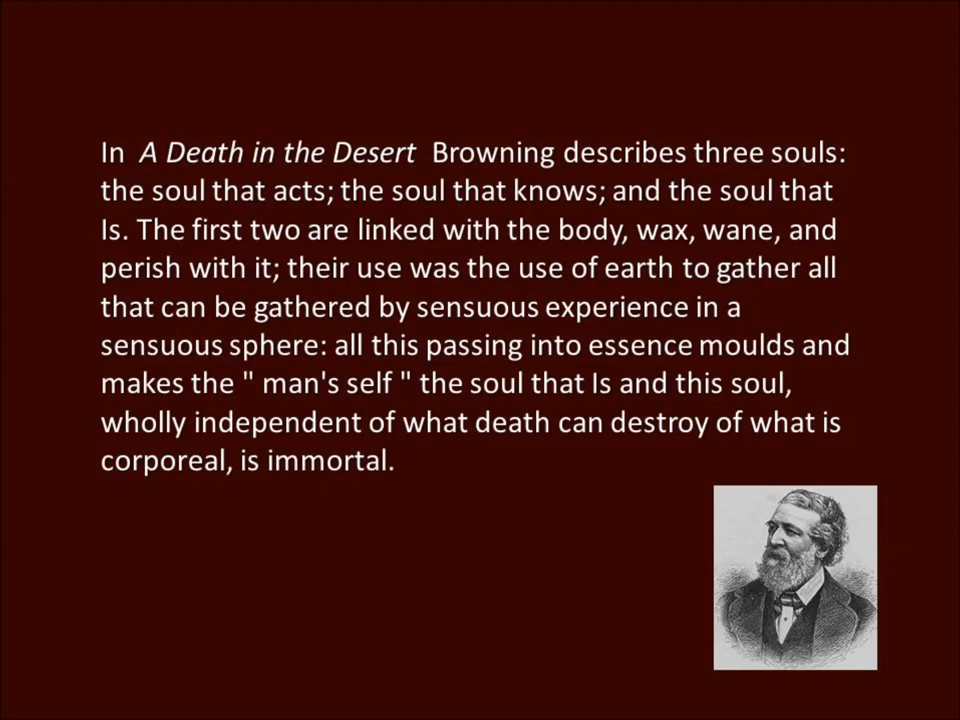 In A Death in the Desert Browning describes three souls:
the soul that acts; the soul that knows; and the soul that
Is. The first two are linked with the body, wax, wane, and
perish with it; their use was the use of earth to gather all
that can be gathered by sensuous experience in a
sensuous sphere: all this passing into essence moulds and
makes the " man's self " the soul that Is and this soul,
wholly independent of what death can destroy of what is
corporeal, is immortal.